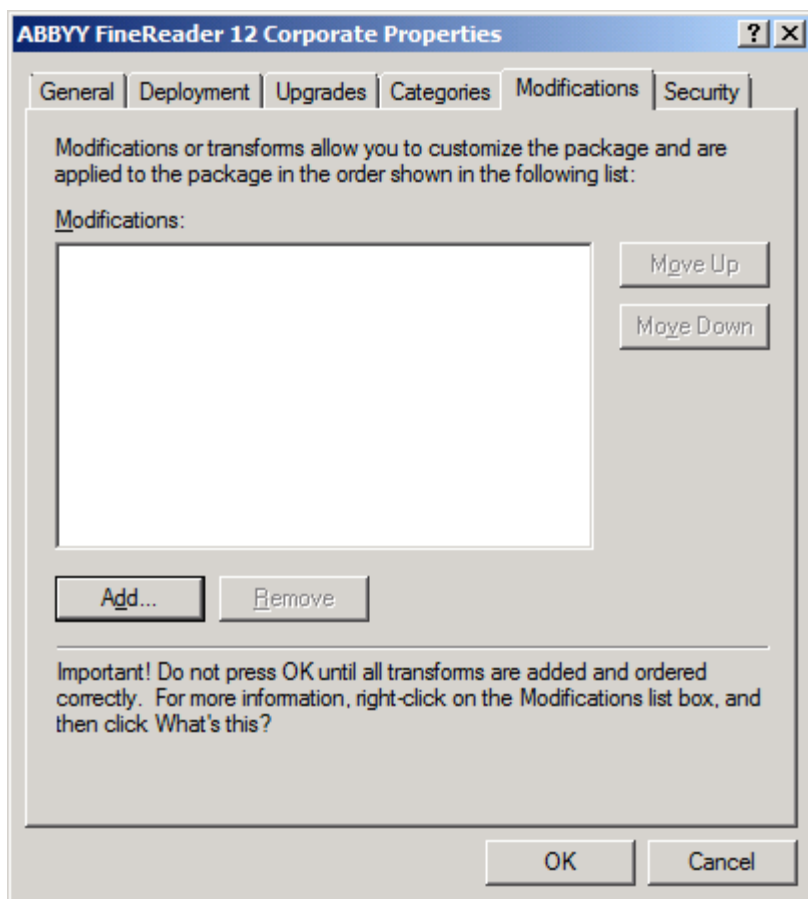 ABBYY FineReader 12 Corporate Properties
General Deployment Upgrades Categories Modifications Security
Modifications or transforms allow you to customize the package and are
applied to the package in the order shown in the following list:
Modifications:
Move Up
Move Down
Add... Remove
Important! Do not press OK until all transforms are added and ordered
correctly. For more information, right-click on the Modifications list box, and
then click What's this?
OK Cancel